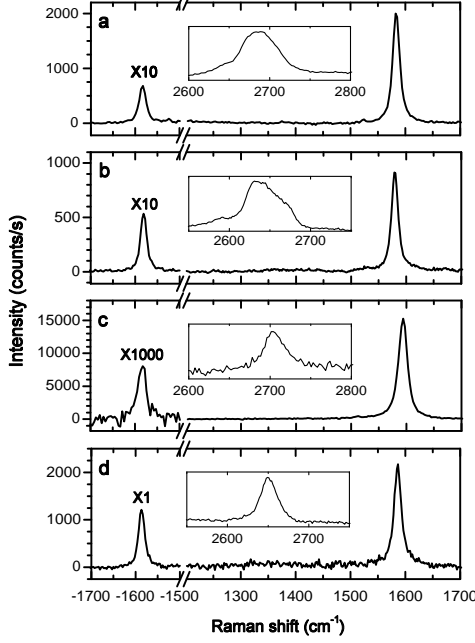 a
2000
1000
0
X10
2600 2700 2800
b
1000
500
0
X10
2600 2700
c
15000
10000
5000
0
X1000
2600 2700 2800
d
2000
1000
0
X1
2600 2700
-1700 -1600 -1500 1300 1400 1500 1600 1700
Intensity (counts/s)
Raman shift (cm⁻¹)